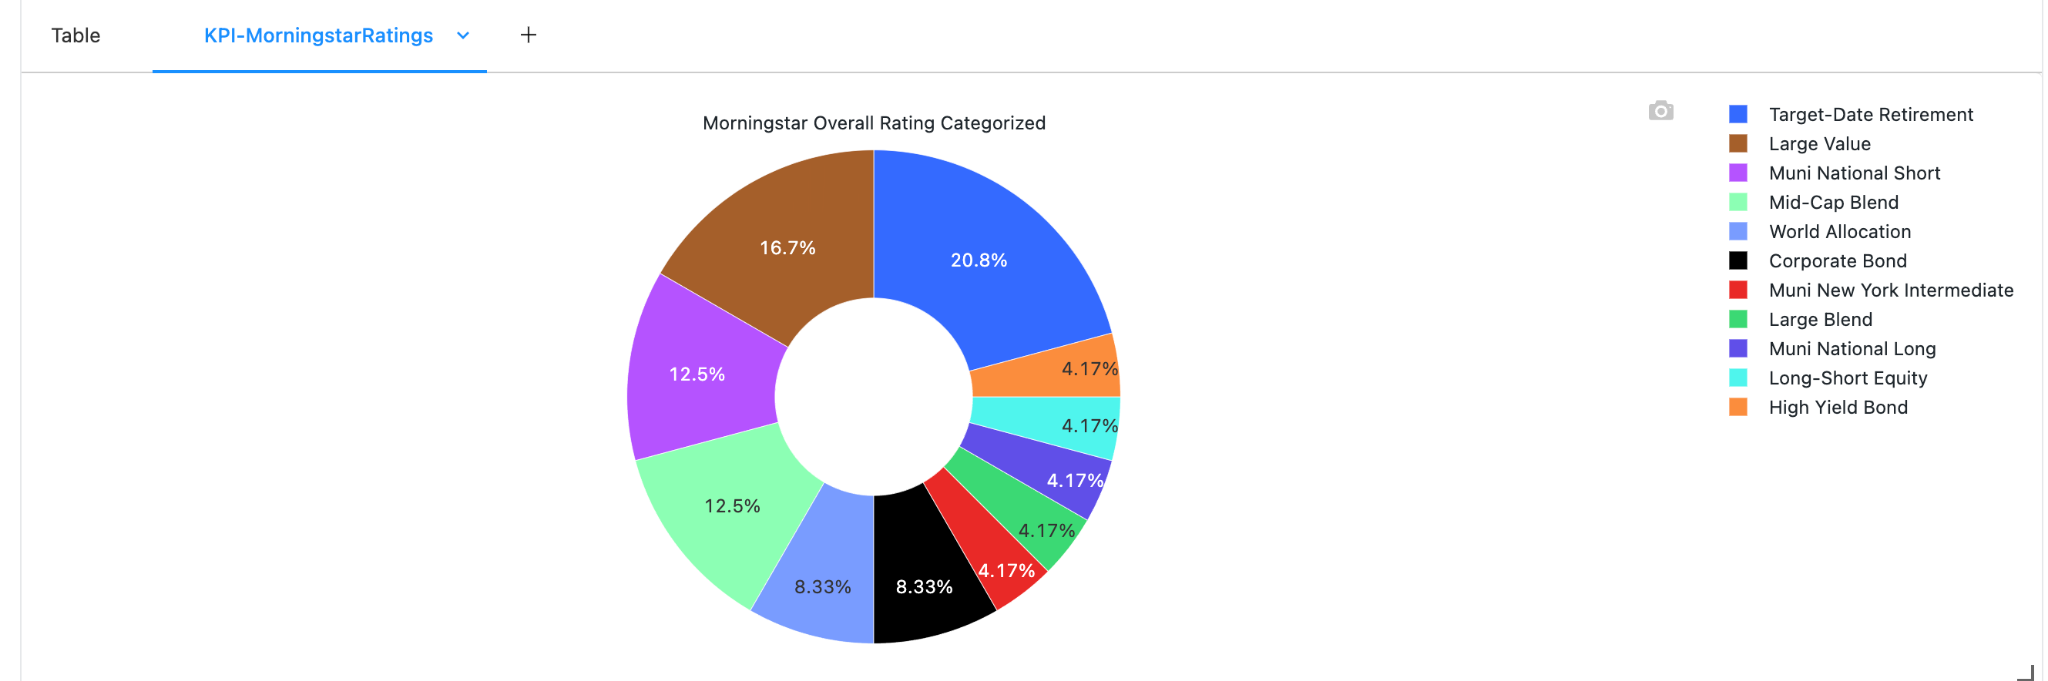 Table
KPI-MorningstarRatings
+
Morningstar Overall Rating Categorized
16.7%
20.8%
12.5%
4.17%
4.17%
4.17%
12.5%
4.17%
4.17%
8.33%
8.33%
Target-Date Retirement
Large Value
Muni National Short
Mid-Cap Blend
World Allocation
Corporate Bond
Muni New York Intermediate
Large Blend
Muni National Long
Long-Short Equity
High Yield Bond